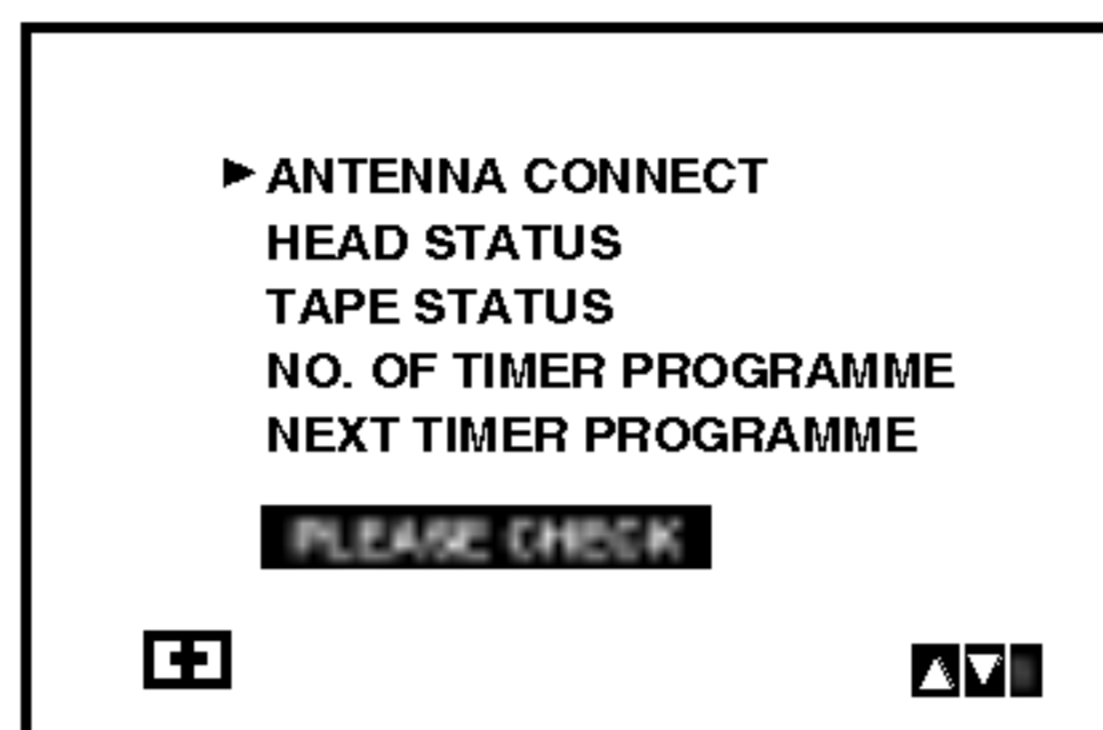 ANTENNA CONNECT
HEAD STATUS
TAPE STATUS
NO. OF TIMER PROGRAMME
NEXT TIMER PROGRAMME
PLEASE CHECK